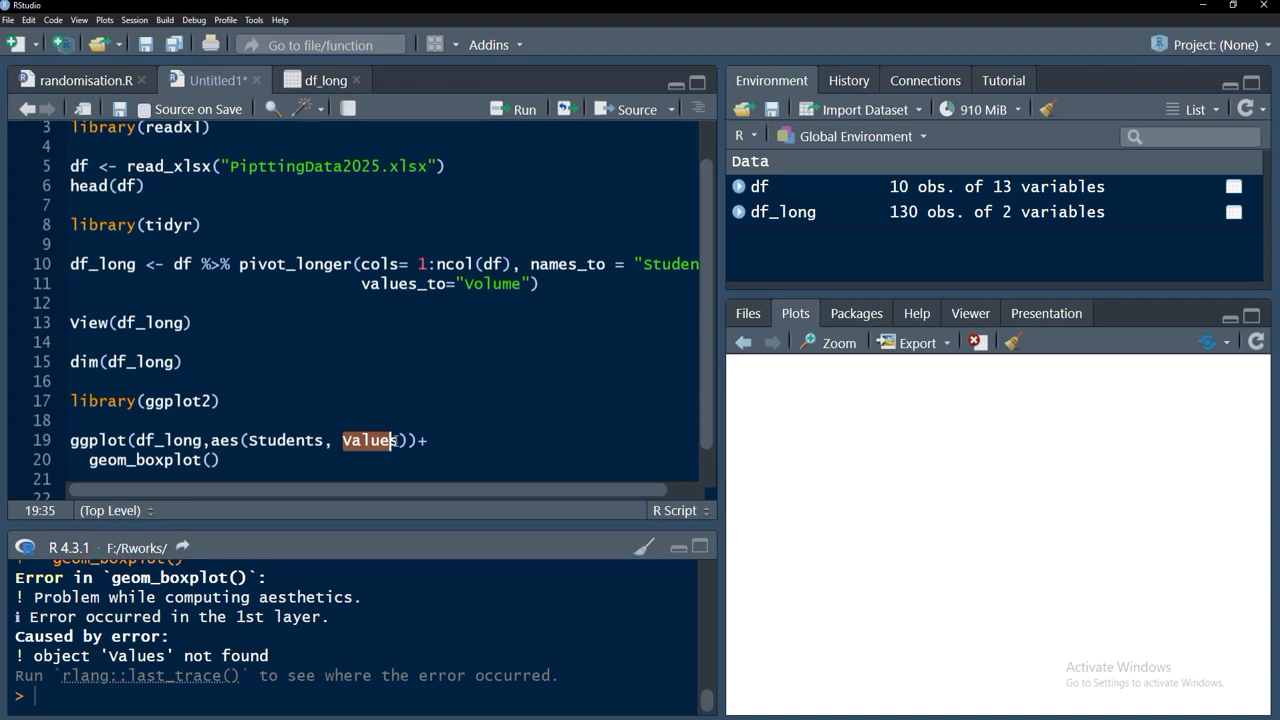 RStudio
File Edit Code View Plots Session Build Debug Profile Tools Help
Go to file/function Addins Project: (None)
randomisation.R Untitled1* df_long
Source on Save Run Source
3 library(readxl)
4
5 df <- read_xlsx("PipttingData2025.xlsx")
6 head(df)
7
8 library(tidyr)
9
10 df_long <- df %>% pivot_longer(cols= 1:ncol(df), names_to = "Studen
11 values_to="Volume")
12
13 View(df_long)
14
15 dim(df_long)
16
17 library(ggplot2)
18
19 ggplot(df_long,aes(Students, Values))+
20 geom_boxplot()
21
22
19:35 (Top Level) R Script
R 4.3.1 · F:/Rworks/
+ geom_boxplot()
Error in `geom_boxplot()`:
! Problem while computing aesthetics.
ℹ Error occurred in the 1st layer.
Caused by error:
! object 'Values' not found
Run `rlang::last_trace()` to see where the error occurred.
>
Environment History Connections Tutorial
Import Dataset 910 MiB List
R Global Environment
Data
df 10 obs. of 13 variables
df_long 130 obs. of 2 variables
Files Plots Packages Help Viewer Presentation
Zoom Export
Activate Windows
Go to Settings to activate Windows.